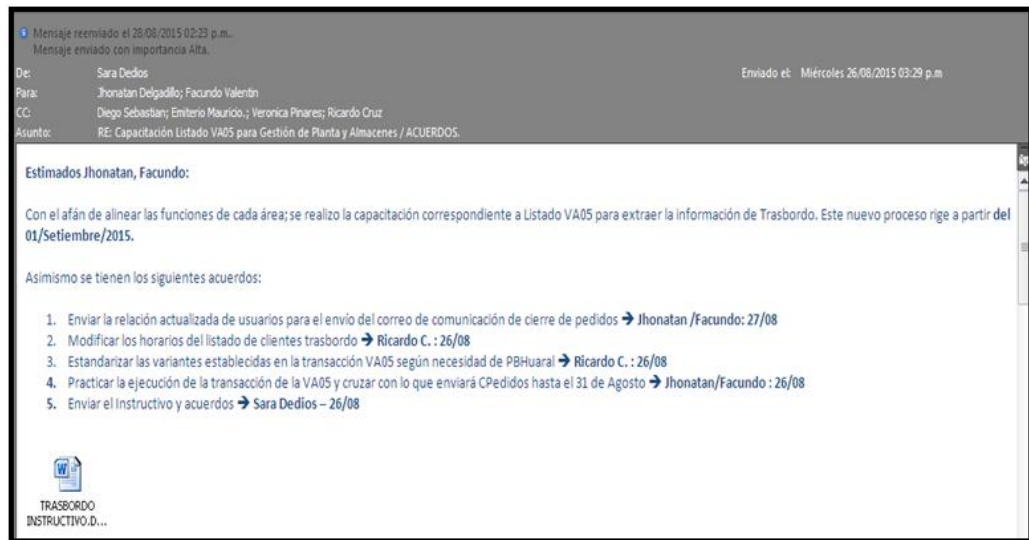 Mensaje reenviado el 28/08/2015 02:23 p.m..
Mensaje enviado con importancia Alta.
De: Sara Dedios Enviado el: Miércoles 26/08/2015 03:29 p.m
Para: Jhonatan Delgadillo; Facundo Valentin
CC: Diego Sebastian; Emiterio Mauricio.; Veronica Pinares; Ricardo Cruz
Asunto: RE: Capacitación Listado VA05 para Gestión de Planta y Almacenes / ACUERDOS.
Estimados Jhonatan, Facundo:
Con el afán de alinear las funciones de cada área; se realizo la capacitación correspondiente a Listado VA05 para extraer la información de Trasbordo. Este nuevo proceso rige a partir del
01/Setiembre/2015.
Asimismo se tienen los siguientes acuerdos:
1. Enviar la relación actualizada de usuarios para el envío del correo de comunicación de cierre de pedidos ➔ Jhonatan /Facundo: 27/08
2. Modificar los horarios del listado de clientes trasbordo ➔ Ricardo C. : 26/08
3. Estandarizar las variantes establecidas en la transacción VA05 según necesidad de PBHuaral ➔ Ricardo C. : 26/08
4. Practicar la ejecución de la transacción de la VA05 y cruzar con lo que enviará CPedidos hasta el 31 de Agosto ➔ Jhonatan/Facundo : 26/08
5. Enviar el Instructivo y acuerdos ➔ Sara Dedios – 26/08
TRASBORDO
INSTRUCTIVO.D...